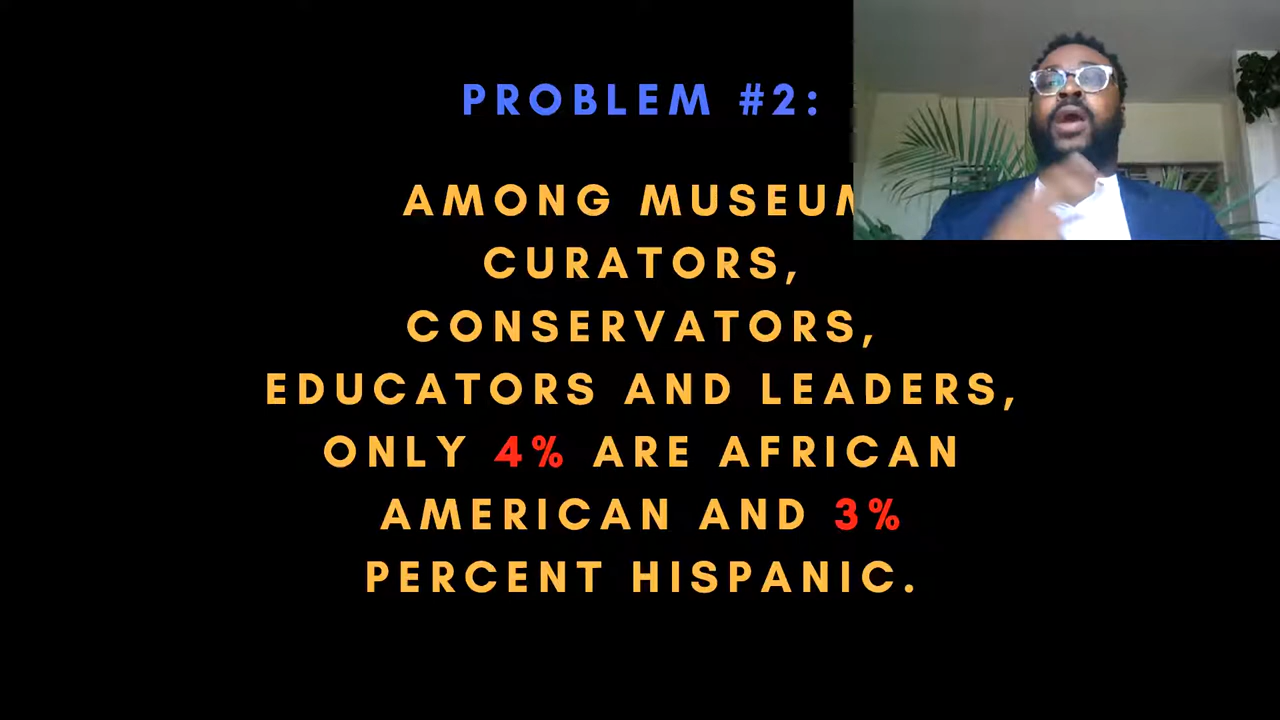 PROBLEM #2:
AMONG MUSEUM
CURATORS,
CONSERVATORS,
EDUCATORS AND LEADERS,
ONLY 4% ARE AFRICAN
AMERICAN AND 3%
PERCENT HISPANIC.